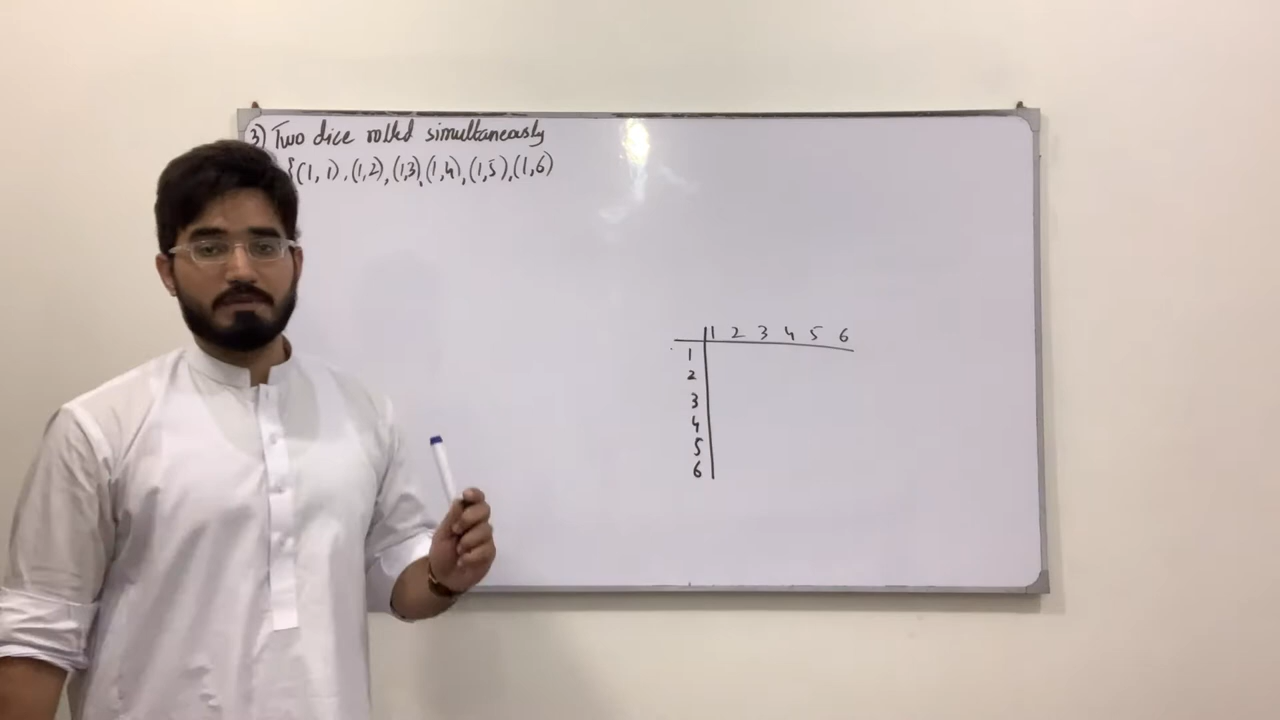 3) Two dice rolled simultaneously
{(1, 1), (1,2), (1,3), (1,4), (1,5), (1,6)
1 2 3 4 5 6
1
2
3
4
5
6